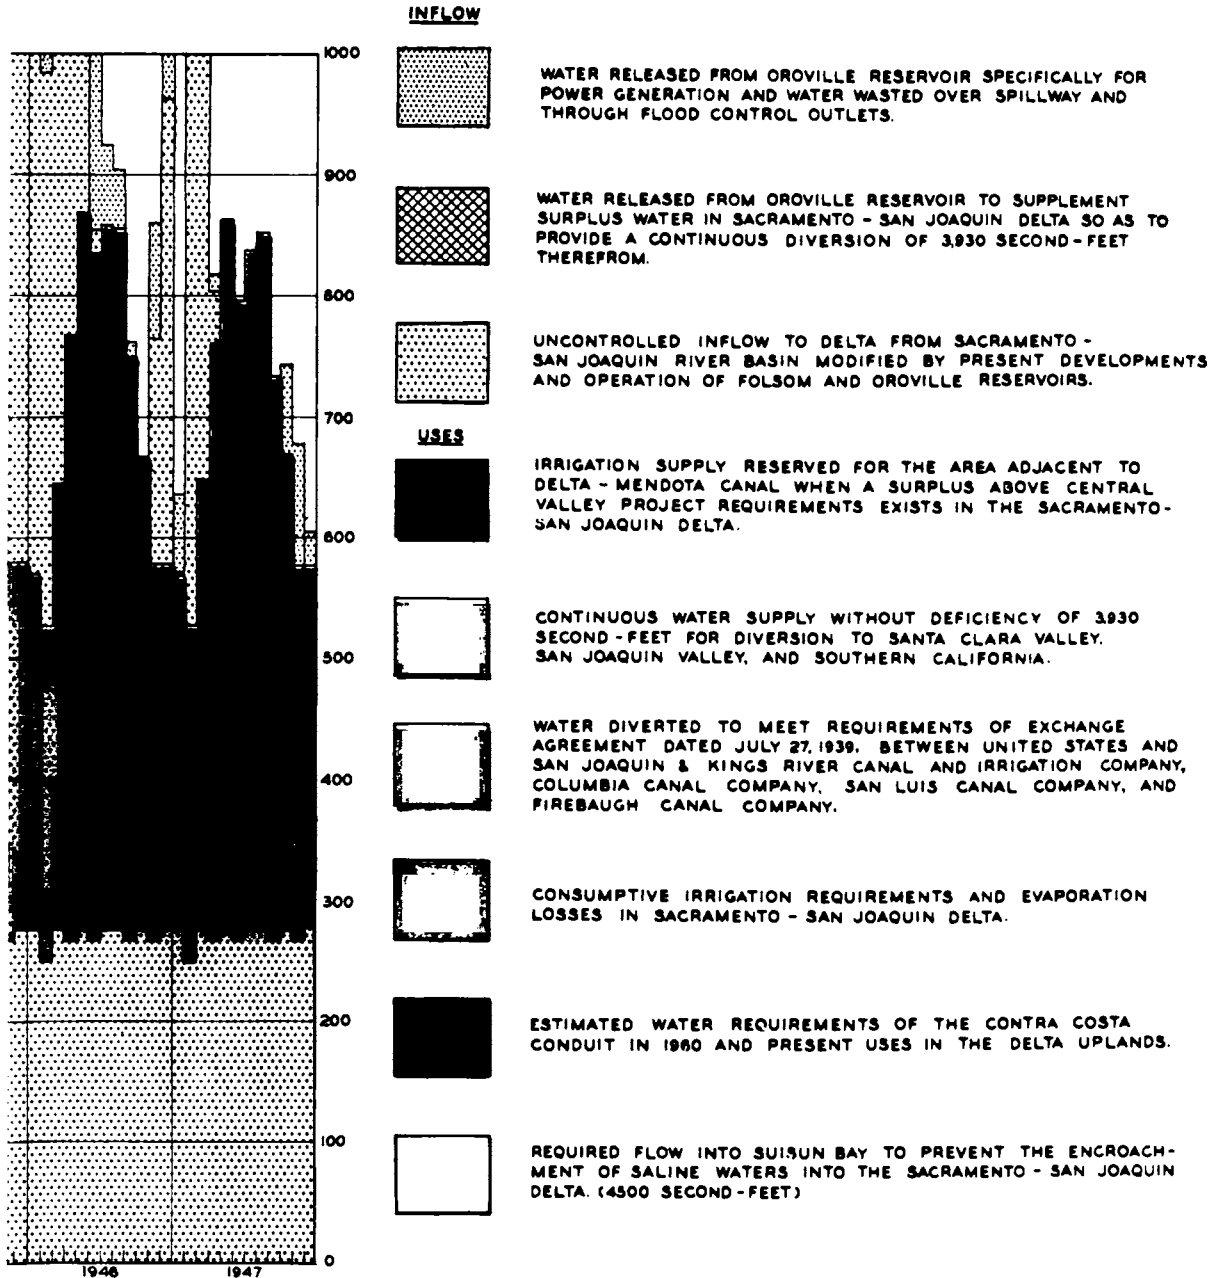 INFLOW
1000
900
800
700
600
500
400
300
200
100
0
1946 1947
WATER RELEASED FROM OROVILLE RESERVOIR SPECIFICALLY FOR
POWER GENERATION AND WATER WASTED OVER SPILLWAY AND
THROUGH FLOOD CONTROL OUTLETS.
WATER RELEASED FROM OROVILLE RESERVOIR TO SUPPLEMENT
SURPLUS WATER IN SACRAMENTO - SAN JOAQUIN DELTA SO AS TO
PROVIDE A CONTINUOUS DIVERSION OF 3,930 SECOND-FEET
THEREFROM.
UNCONTROLLED INFLOW TO DELTA FROM SACRAMENTO -
SAN JOAQUIN RIVER BASIN MODIFIED BY PRESENT DEVELOPMENTS
AND OPERATION OF FOLSOM AND OROVILLE RESERVOIRS.
USES
IRRIGATION SUPPLY RESERVED FOR THE AREA ADJACENT TO
DELTA - MENDOTA CANAL WHEN A SURPLUS ABOVE CENTRAL
VALLEY PROJECT REQUIREMENTS EXISTS IN THE SACRAMENTO-
SAN JOAQUIN DELTA.
CONTINUOUS WATER SUPPLY WITHOUT DEFICIENCY OF 3,930
SECOND-FEET FOR DIVERSION TO SANTA CLARA VALLEY.
SAN JOAQUIN VALLEY, AND SOUTHERN CALIFORNIA.
WATER DIVERTED TO MEET REQUIREMENTS OF EXCHANGE
AGREEMENT DATED JULY 27, 1939, BETWEEN UNITED STATES AND
SAN JOAQUIN & KINGS RIVER CANAL AND IRRIGATION COMPANY,
COLUMBIA CANAL COMPANY, SAN LUIS CANAL COMPANY, AND
FIREBAUGH CANAL COMPANY.
CONSUMPTIVE IRRIGATION REQUIREMENTS AND EVAPORATION
LOSSES IN SACRAMENTO - SAN JOAQUIN DELTA.
ESTIMATED WATER REQUIREMENTS OF THE CONTRA COSTA
CONDUIT IN 1960 AND PRESENT USES IN THE DELTA UPLANDS.
REQUIRED FLOW INTO SUISUN BAY TO PREVENT THE ENCROACH-
MENT OF SALINE WATERS INTO THE SACRAMENTO - SAN JOAQUIN
DELTA. (4500 SECOND-FEET)